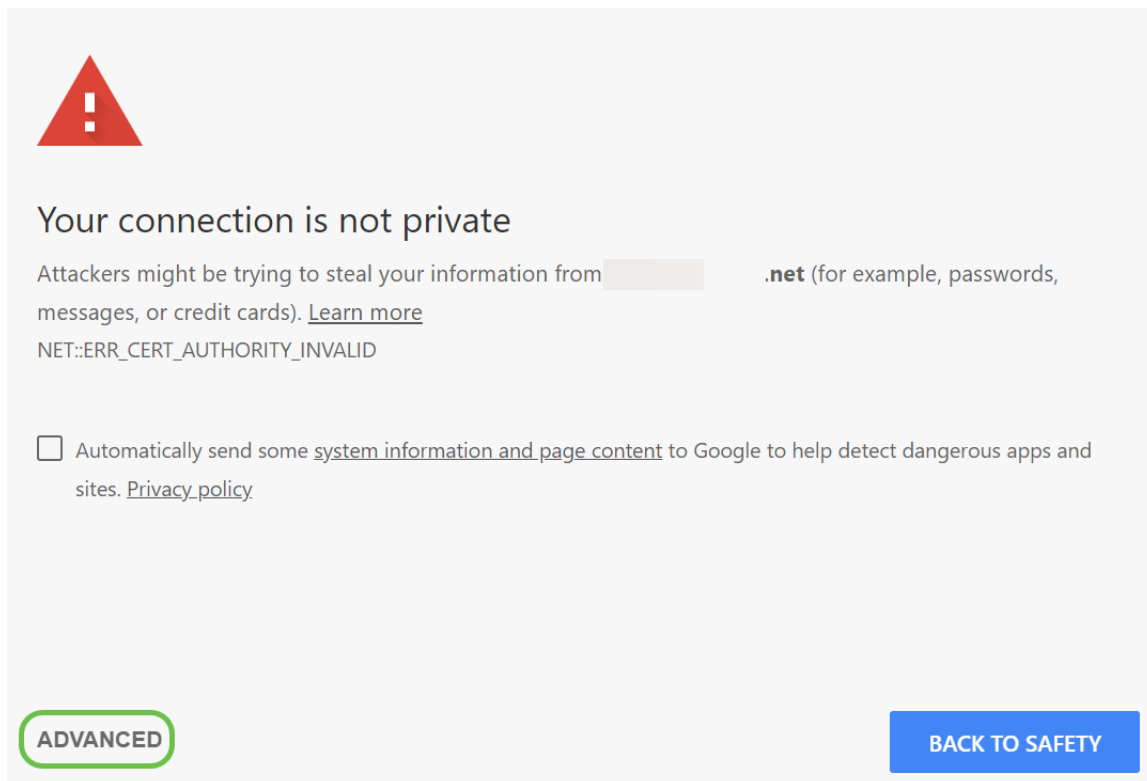 Your connection is not private
Attackers might be trying to steal your information from .net (for example, passwords,
messages, or credit cards). Learn more
NET::ERR_CERT_AUTHORITY_INVALID
Automatically send some system information and page content to Google to help detect dangerous apps and
sites. Privacy policy
ADVANCED
BACK TO SAFETY